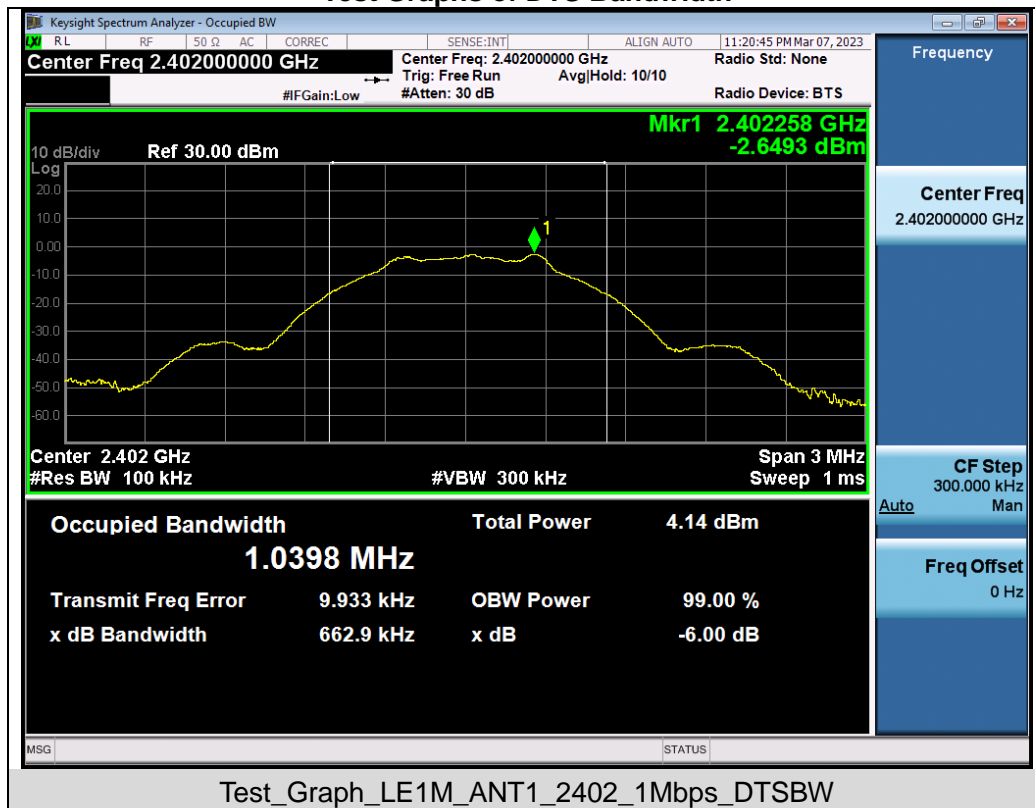 Keysight Spectrum Analyzer - Occupied BW
LXI RL RF 50 Ω AC CORREC SENSE:INT ALIGN AUTO 11:20:45 PM Mar 07, 2023
Center Freq 2.402000000 GHz
Center Freq: 2.402000000 GHz
Radio Std: None
Trig: Free Run Avg|Hold: 10/10
#IFGain:Low #Atten: 30 dB Radio Device: BTS
Frequency
Mkr1 2.402258 GHz
-2.6493 dBm
10 dB/div Ref 30.00 dBm
Log
20.0
10.0
0.00
-10.0
-20.0
-30.0
-40.0
-50.0
-60.0
1
Center 2.402 GHz Span 3 MHz
#Res BW 100 kHz #VBW 300 kHz Sweep 1 ms
Center Freq
2.402000000 GHz
CF Step
300.000 kHz
Auto Man
Freq Offset
0 Hz
Occupied Bandwidth Total Power 4.14 dBm
1.0398 MHz
Transmit Freq Error 9.933 kHz OBW Power 99.00 %
x dB Bandwidth 662.9 kHz x dB -6.00 dB
MSG STATUS
Test_Graph_LE1M_ANT1_2402_1Mbps_DTSBW